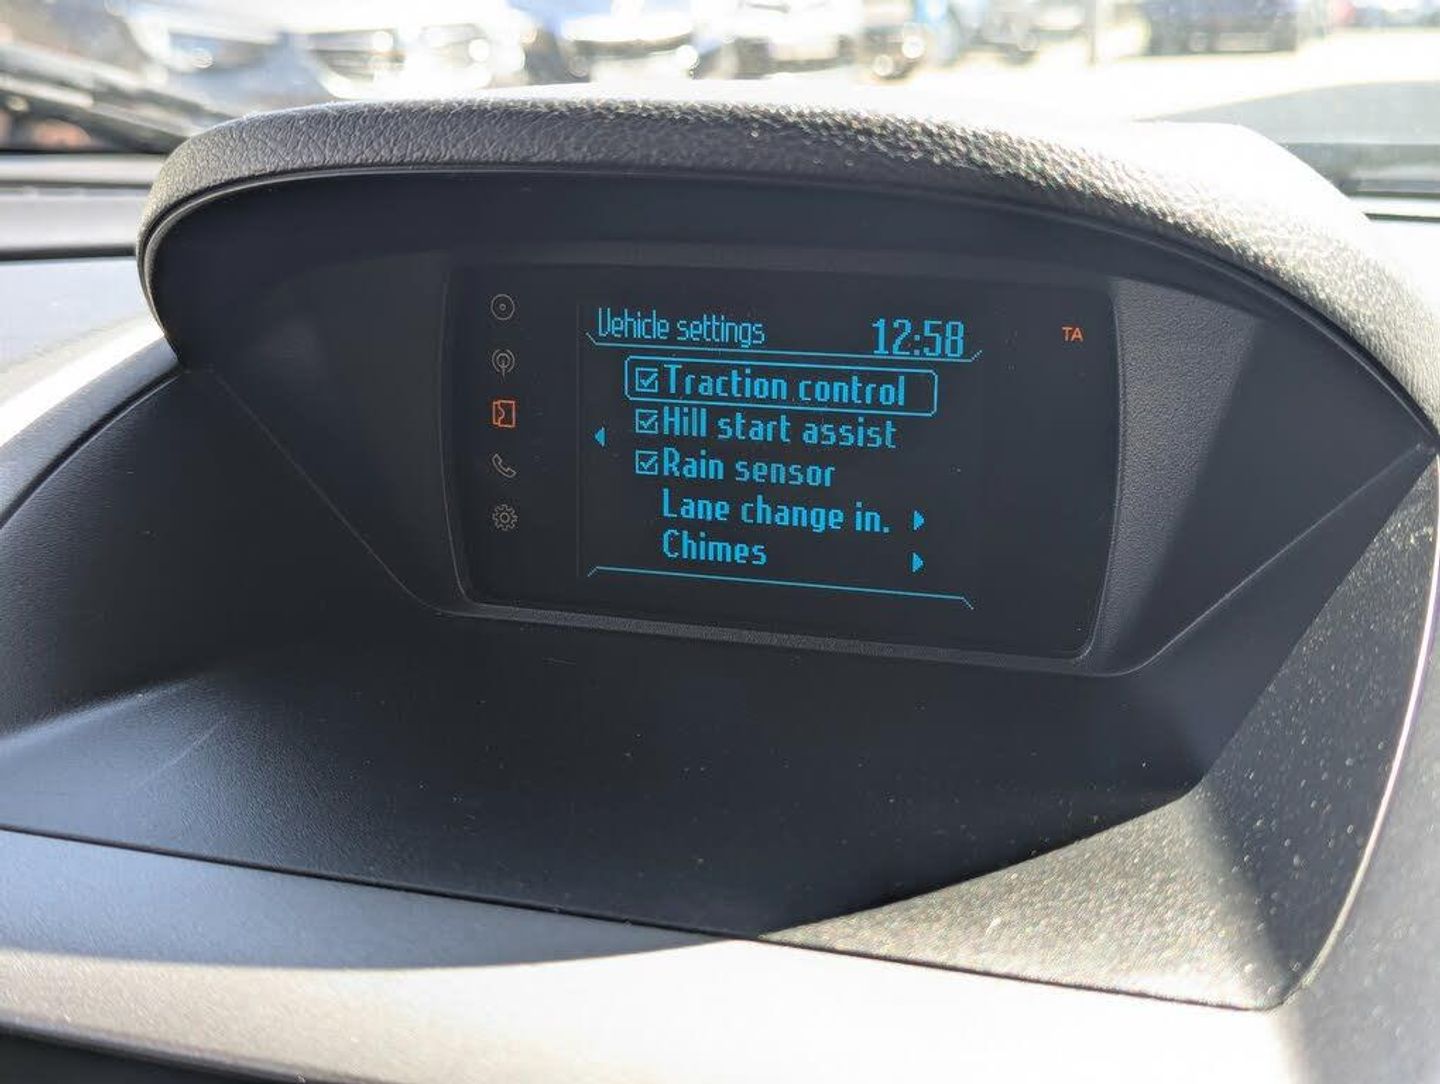 Vehicle settings 12:58
TA
Traction control
Hill start assist
Rain sensor
Lane change in.
Chimes